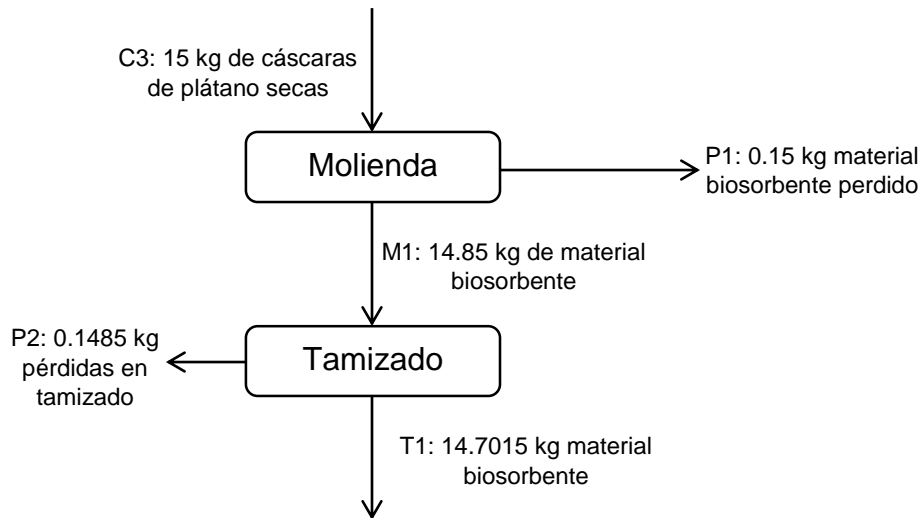 C3: 15 kg de cáscaras
de plátano secas
Molienda
P1: 0.15 kg material
biosorbente perdido
M1: 14.85 kg de material
biosorbente
P2: 0.1485 kg
pérdidas en
tamizado
Tamizado
T1: 14.7015 kg material
biosorbente